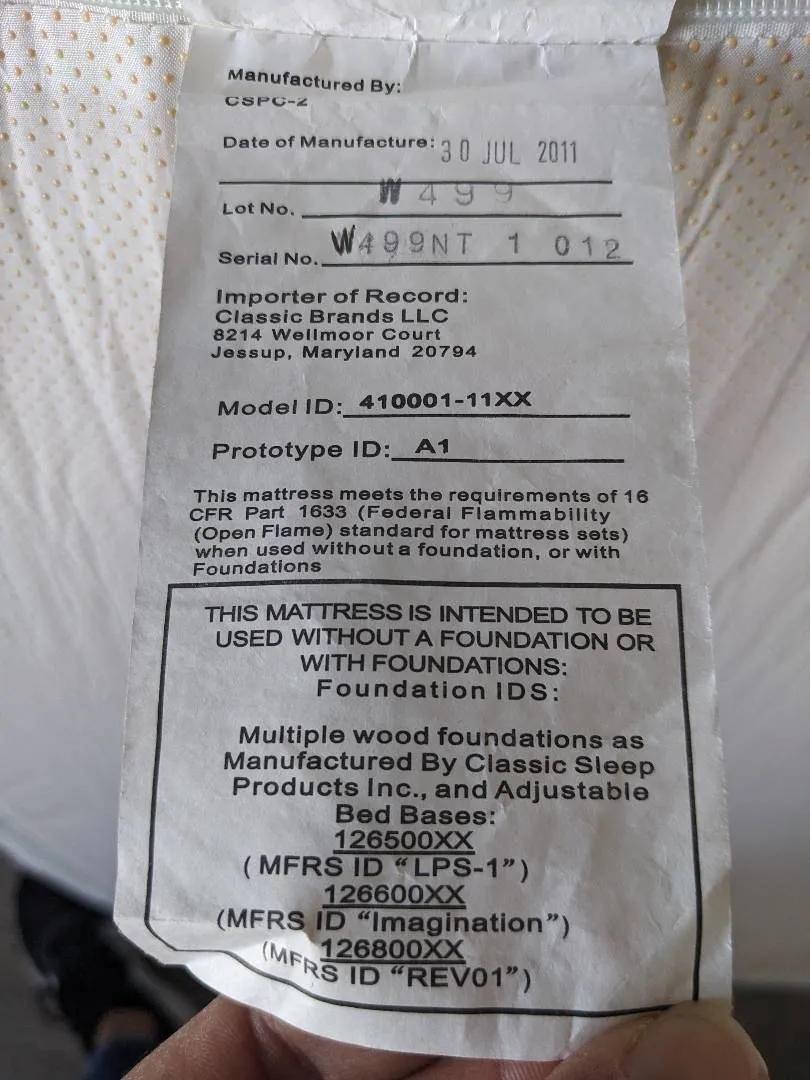 Manufactured By:
CSPC-2
Date of Manufacture: 30 JUL 2011
Lot No. W499
Serial No. W499NT 1 012
Importer of Record:
Classic Brands LLC
8214 Wellmoor Court
Jessup, Maryland 20794
Model ID: 410001-11XX
Prototype ID: A1
This mattress meets the requirements of 16
CFR Part 1633 (Federal Flammability
(Open Flame) standard for mattress sets)
when used without a foundation, or with
Foundations
THIS MATTRESS IS INTENDED TO BE
USED WITHOUT A FOUNDATION OR
WITH FOUNDATIONS:
Foundation IDS:
Multiple wood foundations as
Manufactured By Classic Sleep
Products Inc., and Adjustable
Bed Bases:
126500XX
( MFRS ID “LPS-1”)
126600XX
(MFRS ID “Imagination”)
126800XX
(MFRS ID “REV01”)